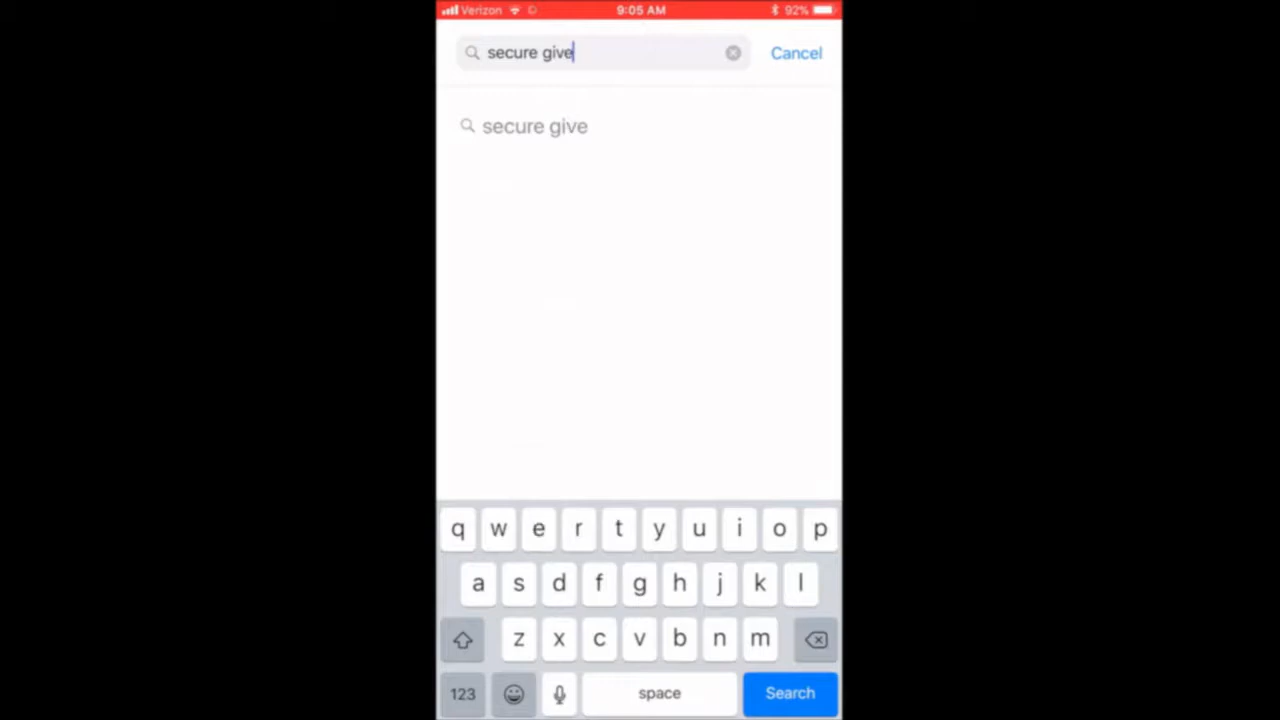 Verizon 9:05 AM 92%
secure give Cancel
secure give
q w e r t y u i o p
a s d f g h j k l
z x c v b n m
123 space Search